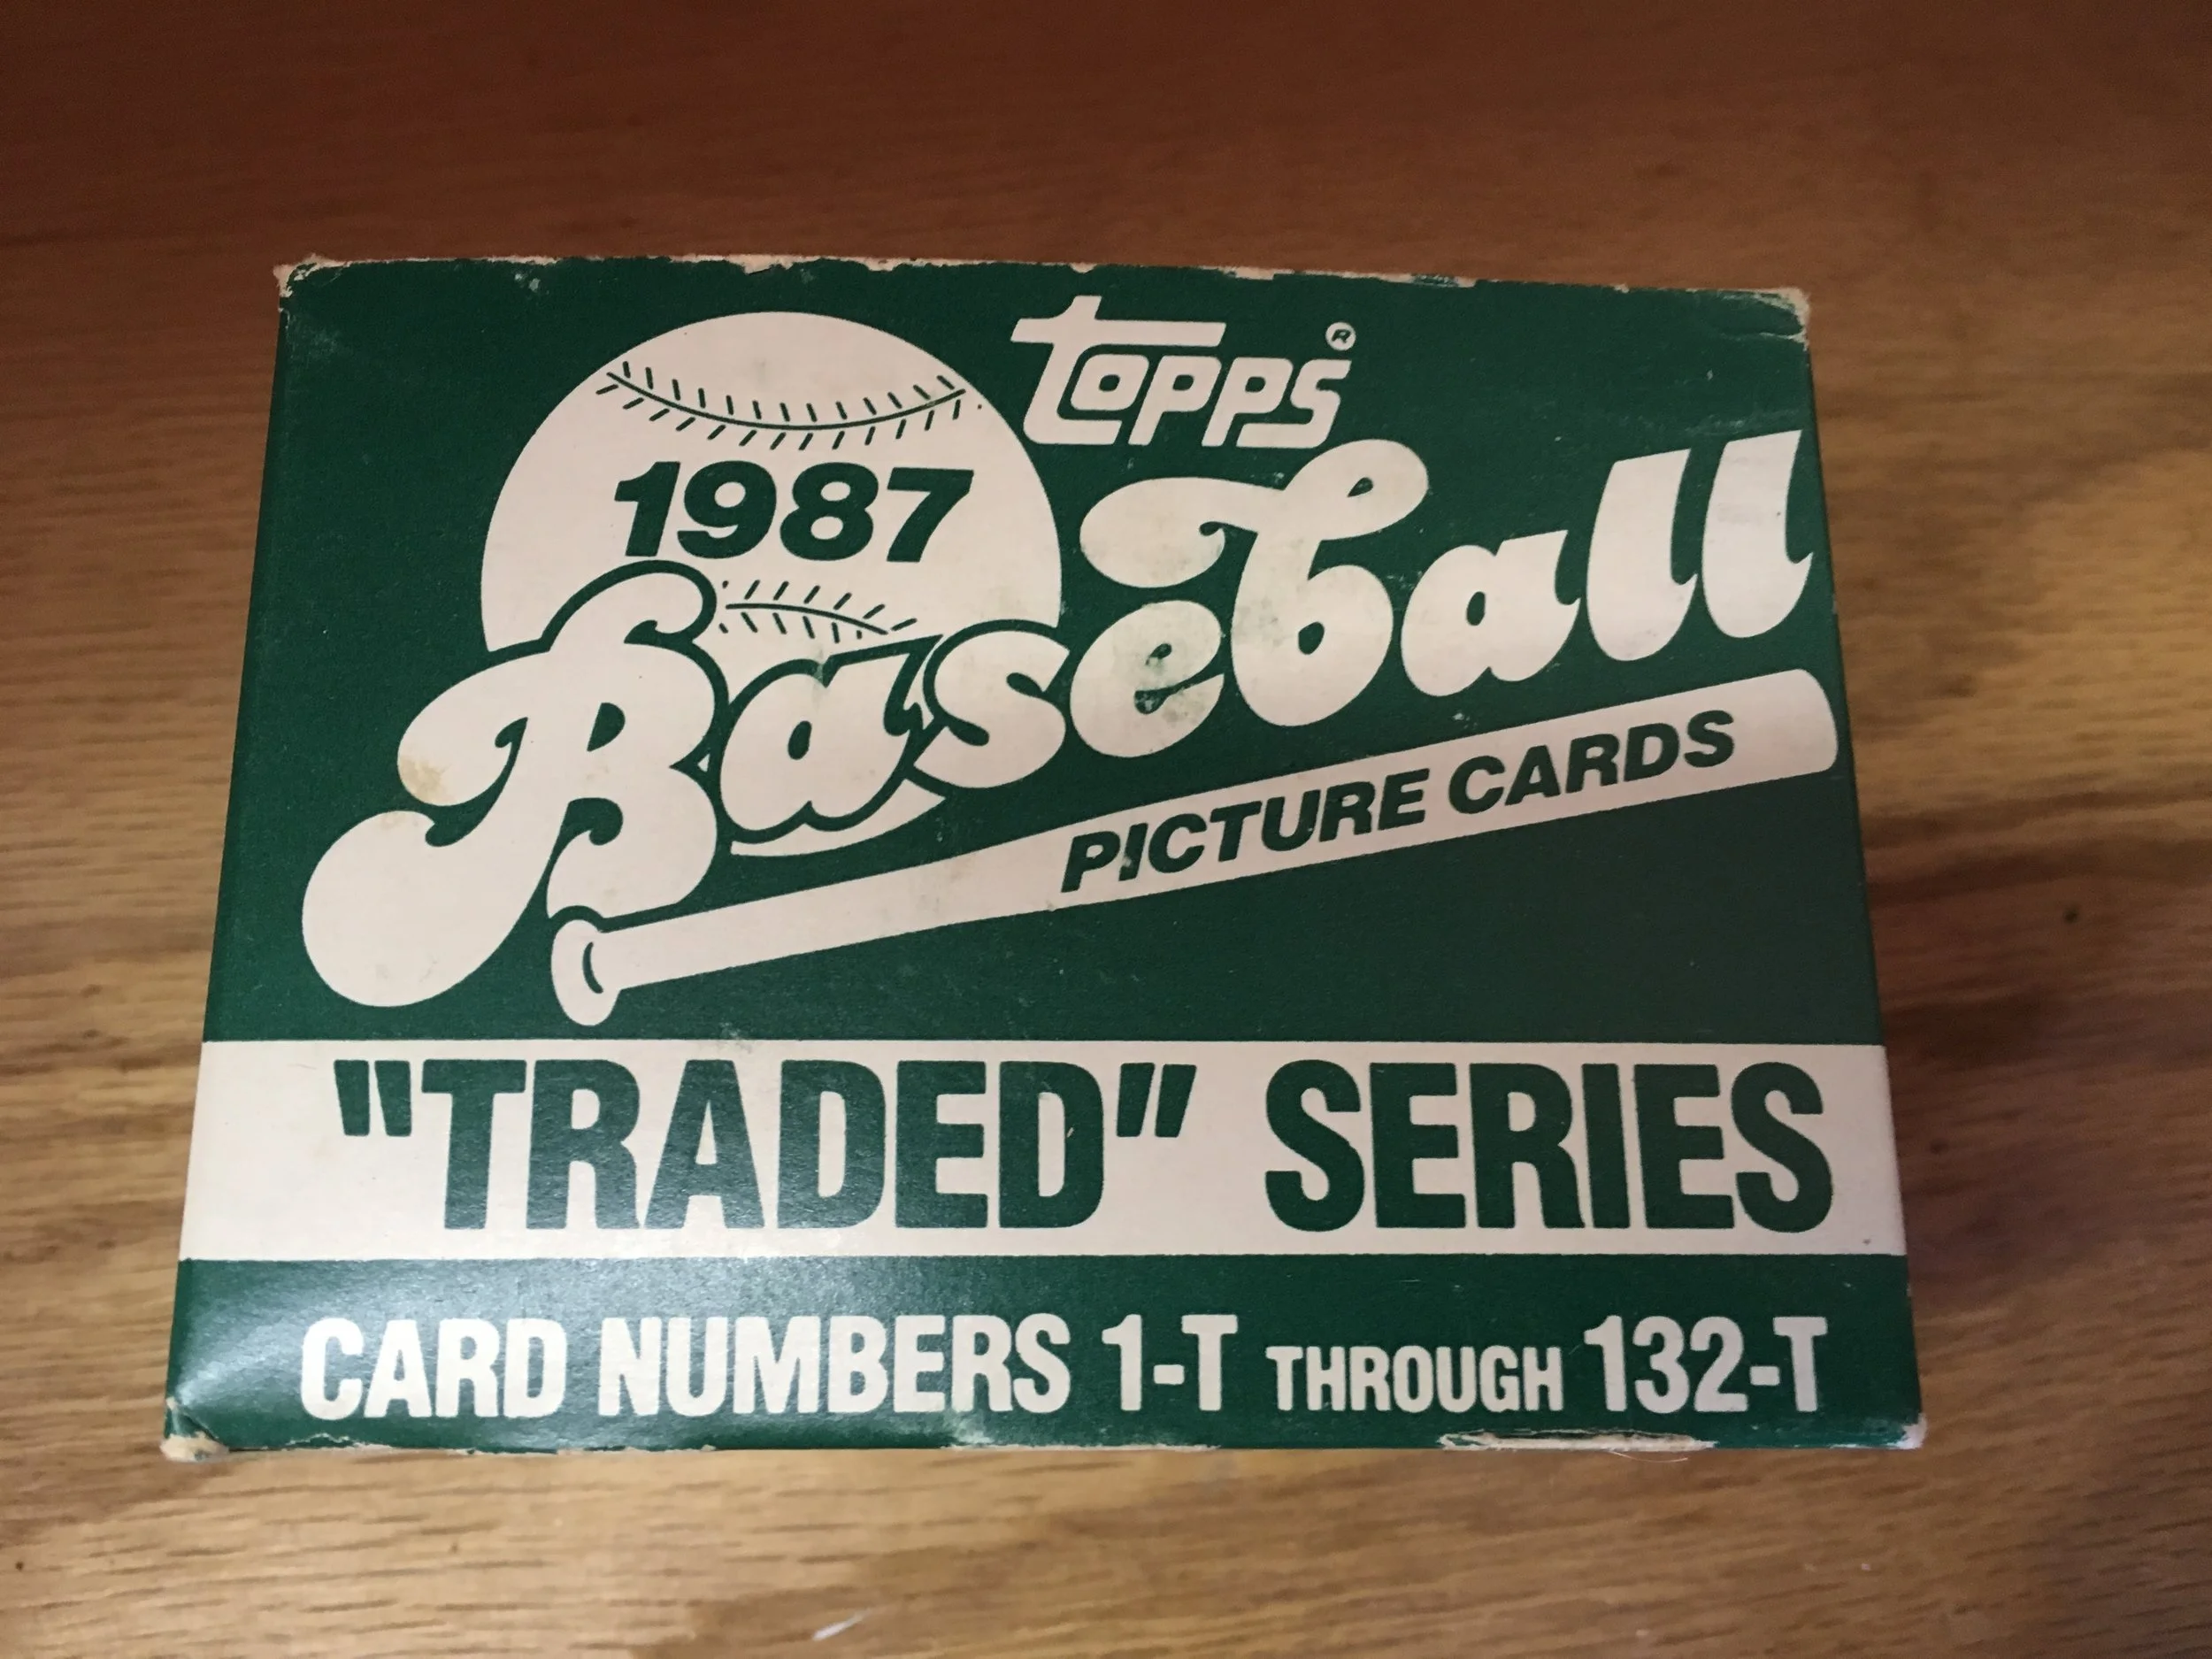 topps®
1987
Baseball
PICTURE CARDS
"TRADED" SERIES
CARD NUMBERS 1-T THROUGH 132-T